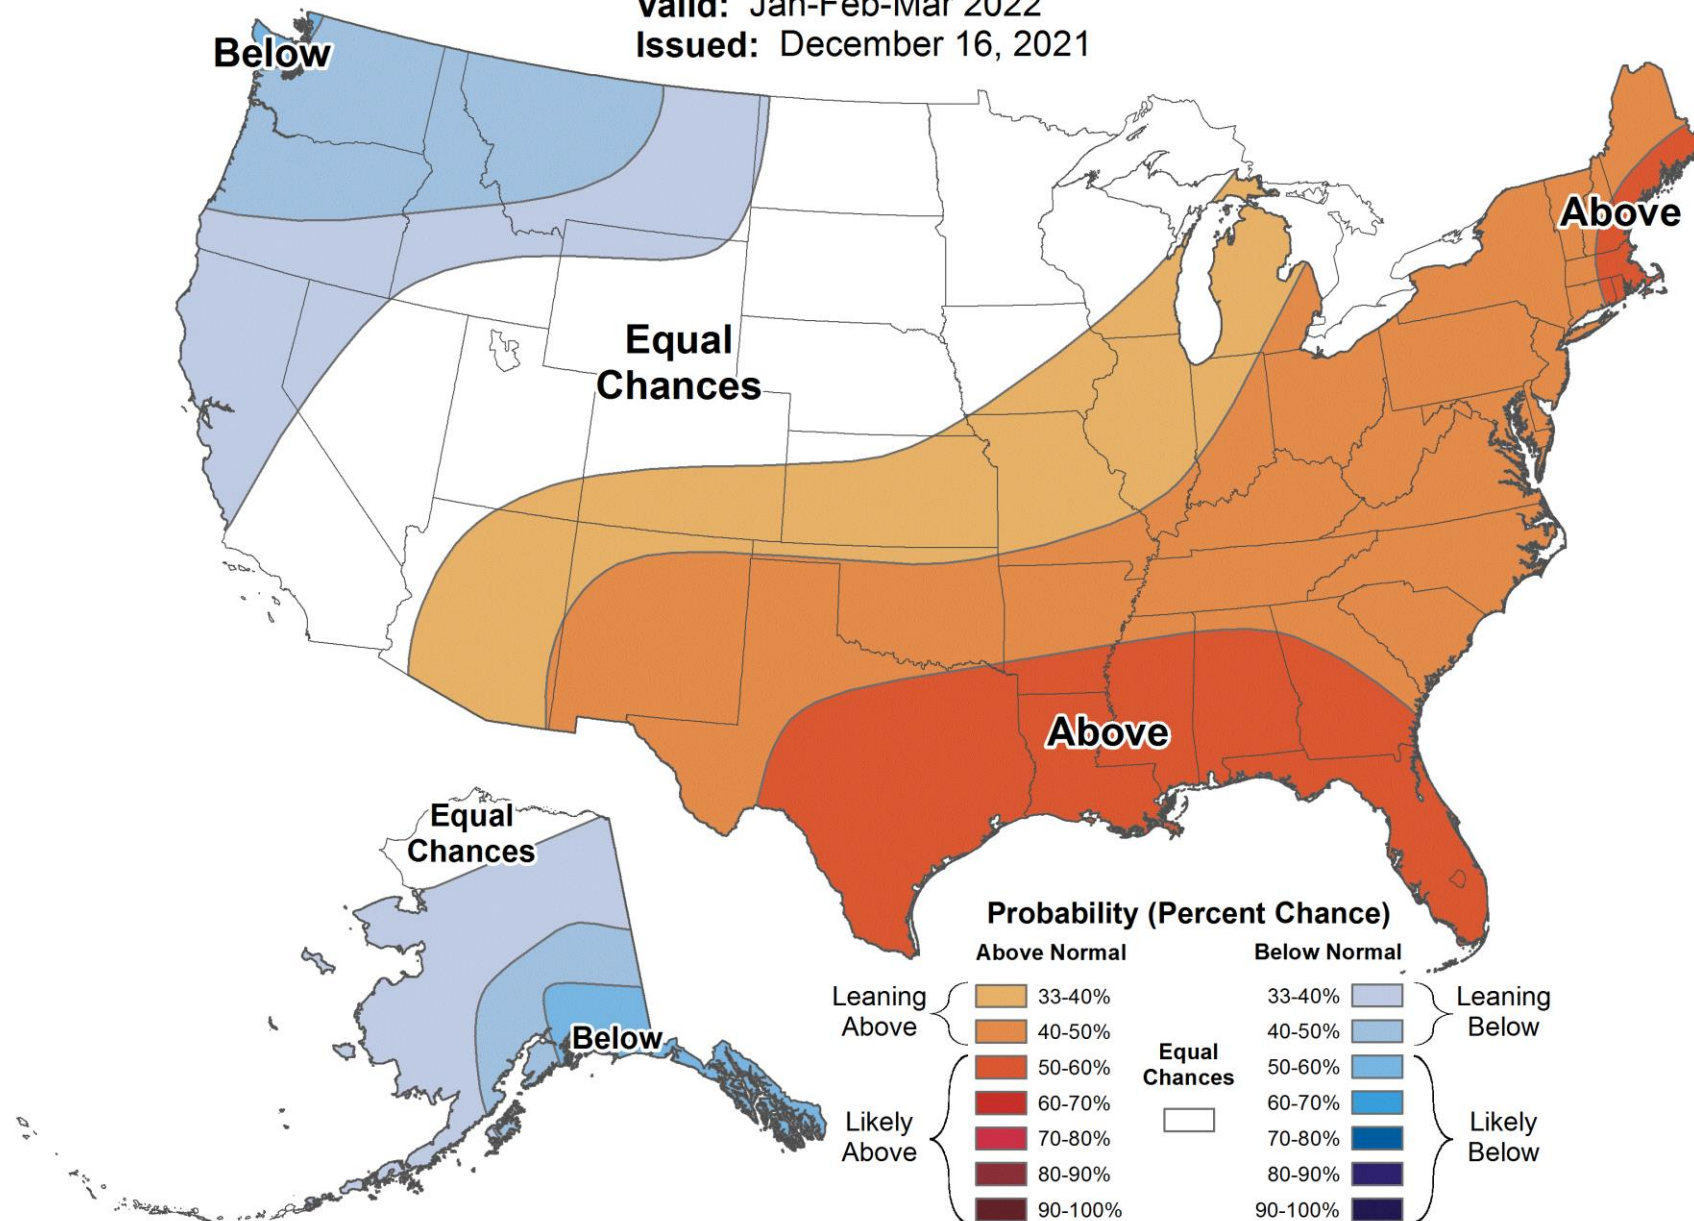 Valid: Jan-Feb-Mar 2022
Issued: December 16, 2021
Below
Above
Equal
Chances
Above
Equal
Chances
Below
Probability (Percent Chance)
Above Normal
Below Normal
Leaning
Above
33-40%
40-50%
Likely
Above
50-60%
60-70%
70-80%
80-90%
90-100%
Equal
Chances
33-40%
40-50%
Leaning
Below
50-60%
60-70%
70-80%
80-90%
90-100%
Likely
Below